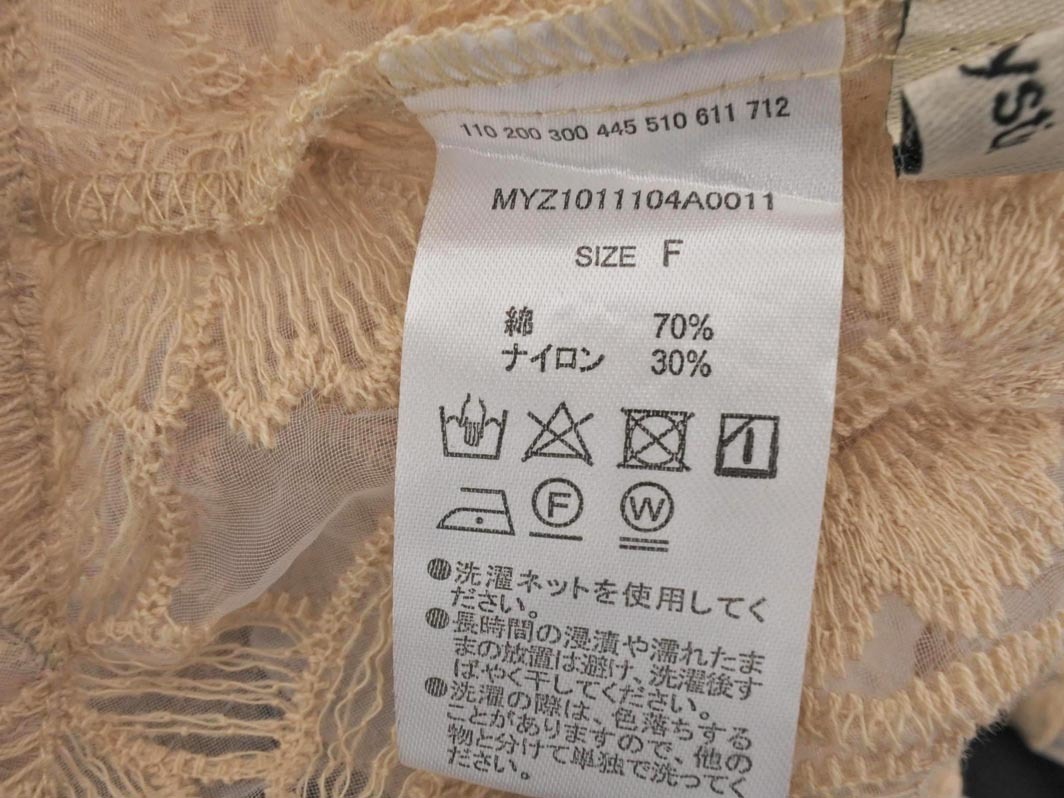 110 200 300 445 510 611 712
MYZ1011104A0011
SIZE F
綿 70%
ナイロン 30%
F W
●洗濯ネットを使用してく
ださい。
●長時間の浸漬や濡れたま
まの放置は避け、洗濯後す
ばやく干してください。
●洗濯の際は、色落ちする
ことがありますので、他の
物と分けて単独で洗ってく
ださい。